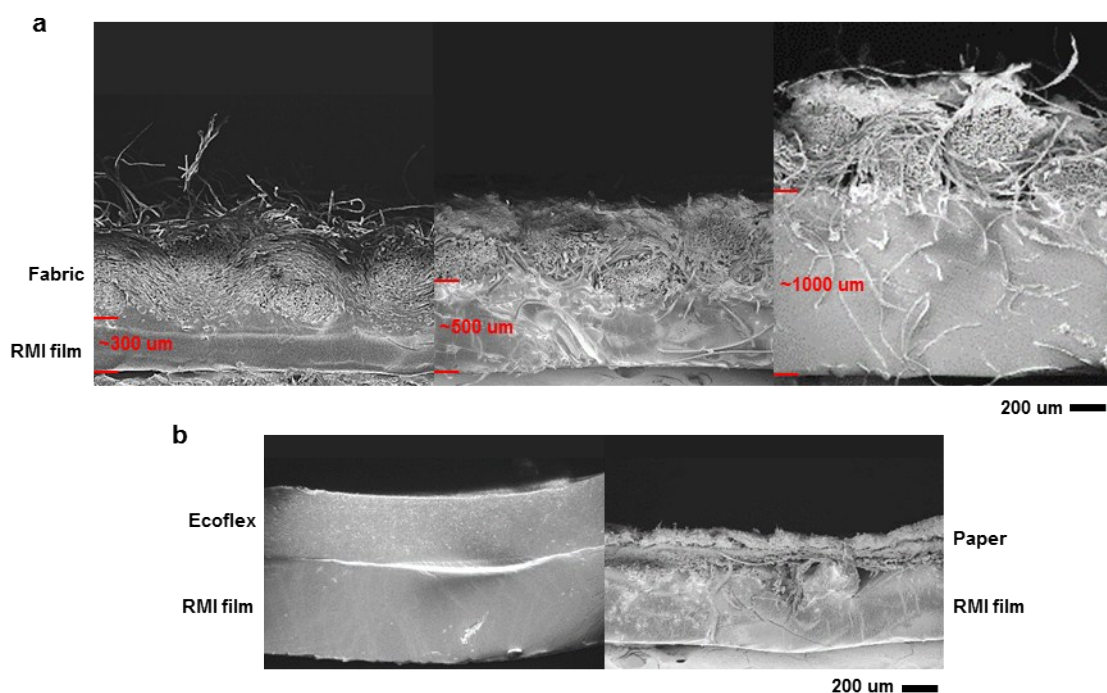 a
Fabric
RMI film
~300 um
~500 um
~1000 um
200 um
b
Ecoflex
RMI film
Paper
RMI film
200 um